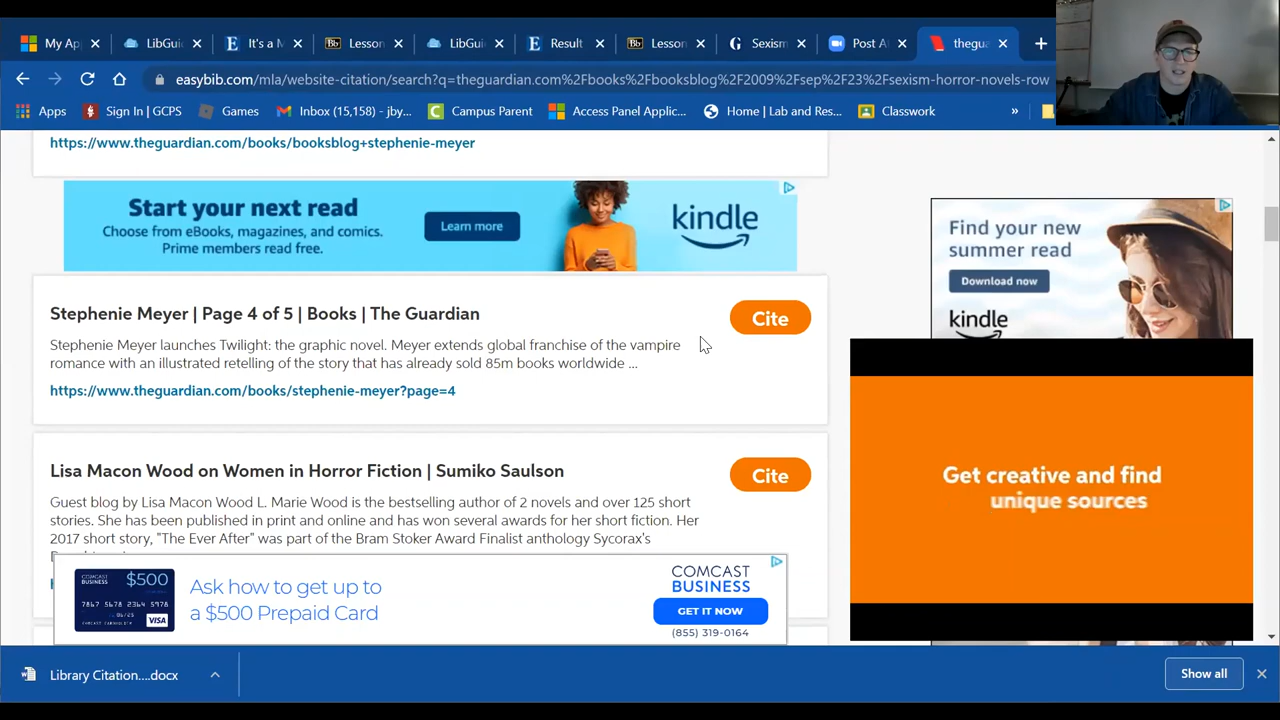 My Ap
LibGui
It's a M
Bb
Lesson
LibGui
Result
Bb
Lesson
G
Sexism
Post A
thegu
easybib.com/mla/website-citation/search?q=theguardian.com%2Fbooks%2Fbooksblog%2F2009%2Fsep%2F23%2Fsexism-horror-novels-row
Apps
Sign In | GCPS
Games
Inbox (15,158) - jby...
Campus Parent
Access Panel Applic...
Home | Lab and Res...
Classwork
»
https://www.theguardian.com/books/booksblog+stephenie-meyer
Start your next read
Choose from eBooks, magazines, and comics.
Prime members read free.
Learn more
kindle
Find your new
summer read
Download now
kindle
Stephenie Meyer | Page 4 of 5 | Books | The Guardian
Cite
Stephenie Meyer launches Twilight: the graphic novel. Meyer extends global franchise of the vampire
romance with an illustrated retelling of the story that has already sold 85m books worldwide ...
https://www.theguardian.com/books/stephenie-meyer?page=4
Lisa Macon Wood on Women in Horror Fiction | Sumiko Saulson
Cite
Guest blog by Lisa Macon Wood L. Marie Wood is the bestselling author of 2 novels and over 125 short
stories. She has been published in print and online and has won several awards for her short fiction. Her
2017 short story, "The Ever After" was part of the Bram Stoker Award Finalist anthology Sycorax's
Get creative and find
unique sources
COMCAST
BUSINESS
$500
VISA
Ask how to get up to
a $500 Prepaid Card
COMCAST
BUSINESS
GET IT NOW
(855) 319-0164
Library Citation....docx
Show all